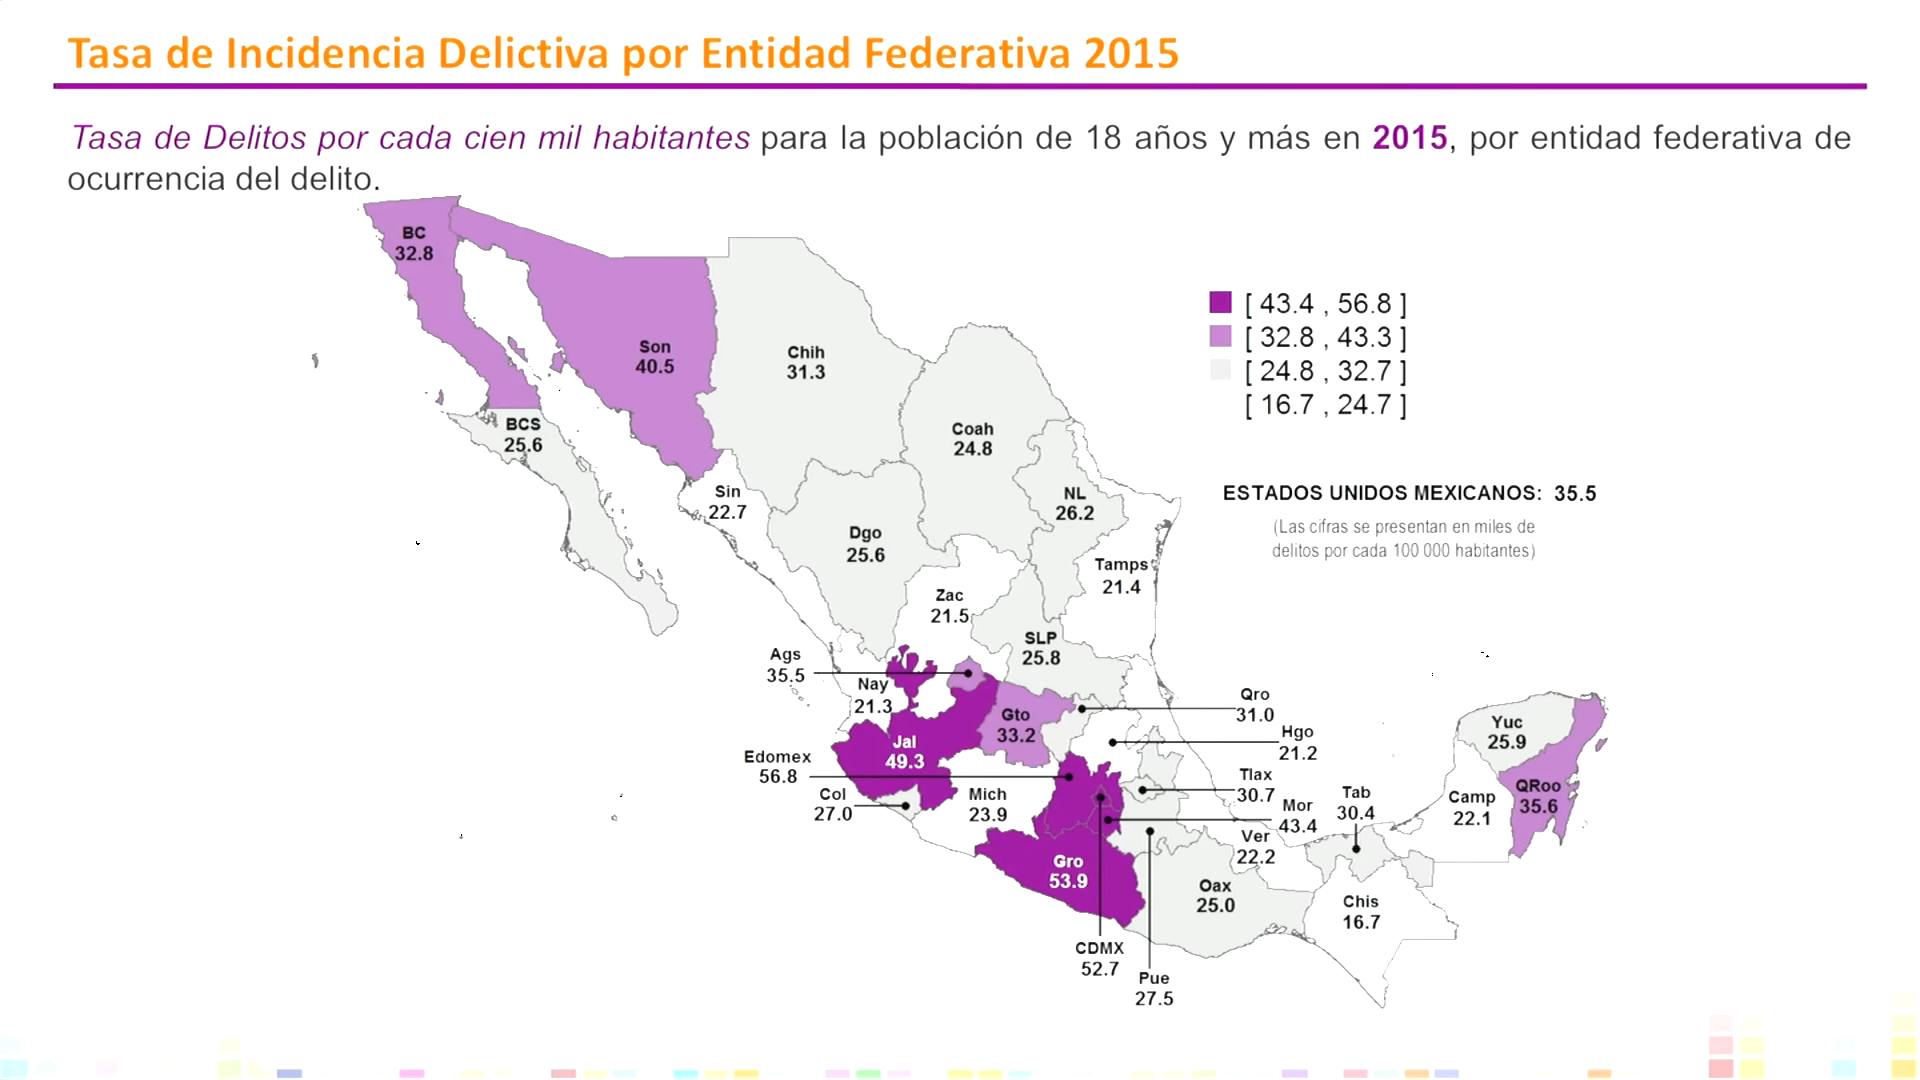 Tasa de Incidencia Delictiva por Entidad Federativa 2015
Tasa de Delitos por cada cien mil habitantes para la población de 18 años y más en 2015, por entidad federativa de
ocurrencia del delito.
BC
32.8
Son
40.5
Chih
31.3
[ 43.4 , 56.8 ]
[ 32.8 , 43.3 ]
[ 24.8 , 32.7 ]
[ 16.7 , 24.7 ]
BCS
25.6
Coah
24.8
Sin
22.7
NL
26.2
ESTADOS UNIDOS MEXICANOS: 35.5
(Las cifras se presentan en miles de
delitos por cada 100 000 habitantes)
Dgo
25.6
Tamps
21.4
Zac
21.5
SLP
25.8
Ags
35.5
Nay
21.3
Qro
31.0
Gto
33.2
Hgo
21.2
Yuc
25.9
Jal
49.3
Edomex
56.8
Tlax
30.7
QRoo
35.6
Col
27.0
Mich
23.9
Mor
43.4
Tab
30.4
Camp
22.1
Ver
22.2
Gro
53.9
Oax
25.0
Chis
16.7
CDMX
52.7
Pue
27.5